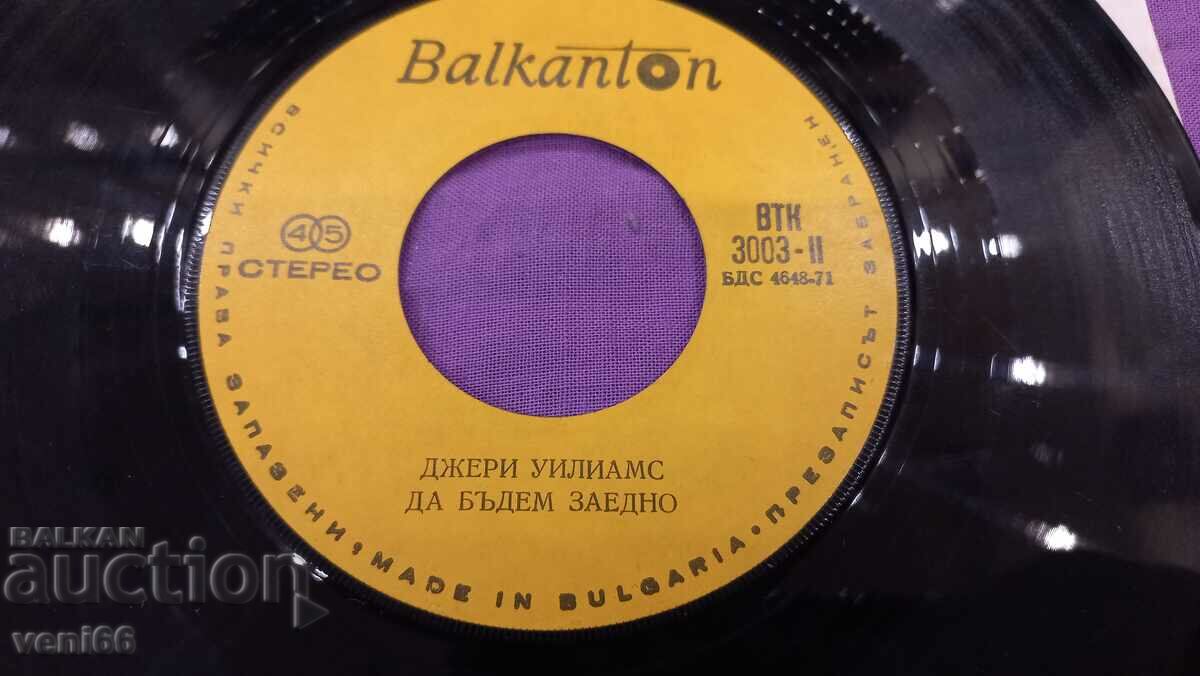 Balkanton
45
СТЕРЕО
ВТК
3003-II
БДС 4648-71
ДЖЕРИ УИЛИАМС
ДА БЪДЕМ ЗАЕДНО
ВСИЧКИ ПРАВА ЗАПАЗЕНИ, MADE IN BULGARIA · ПРЕЗАПИСЪТ ЗАБРАНЕН
BALKAN
auction
veni66